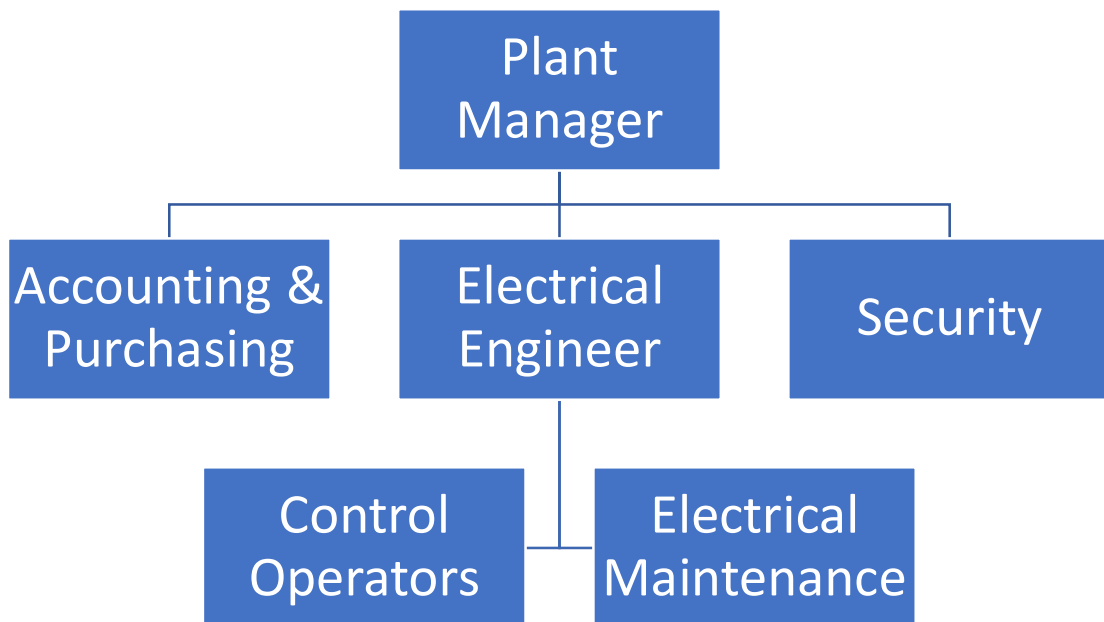 Plant
Manager
Accounting &
Purchasing
Electrical
Engineer
Security
Control
Operators
Electrical
Maintenance